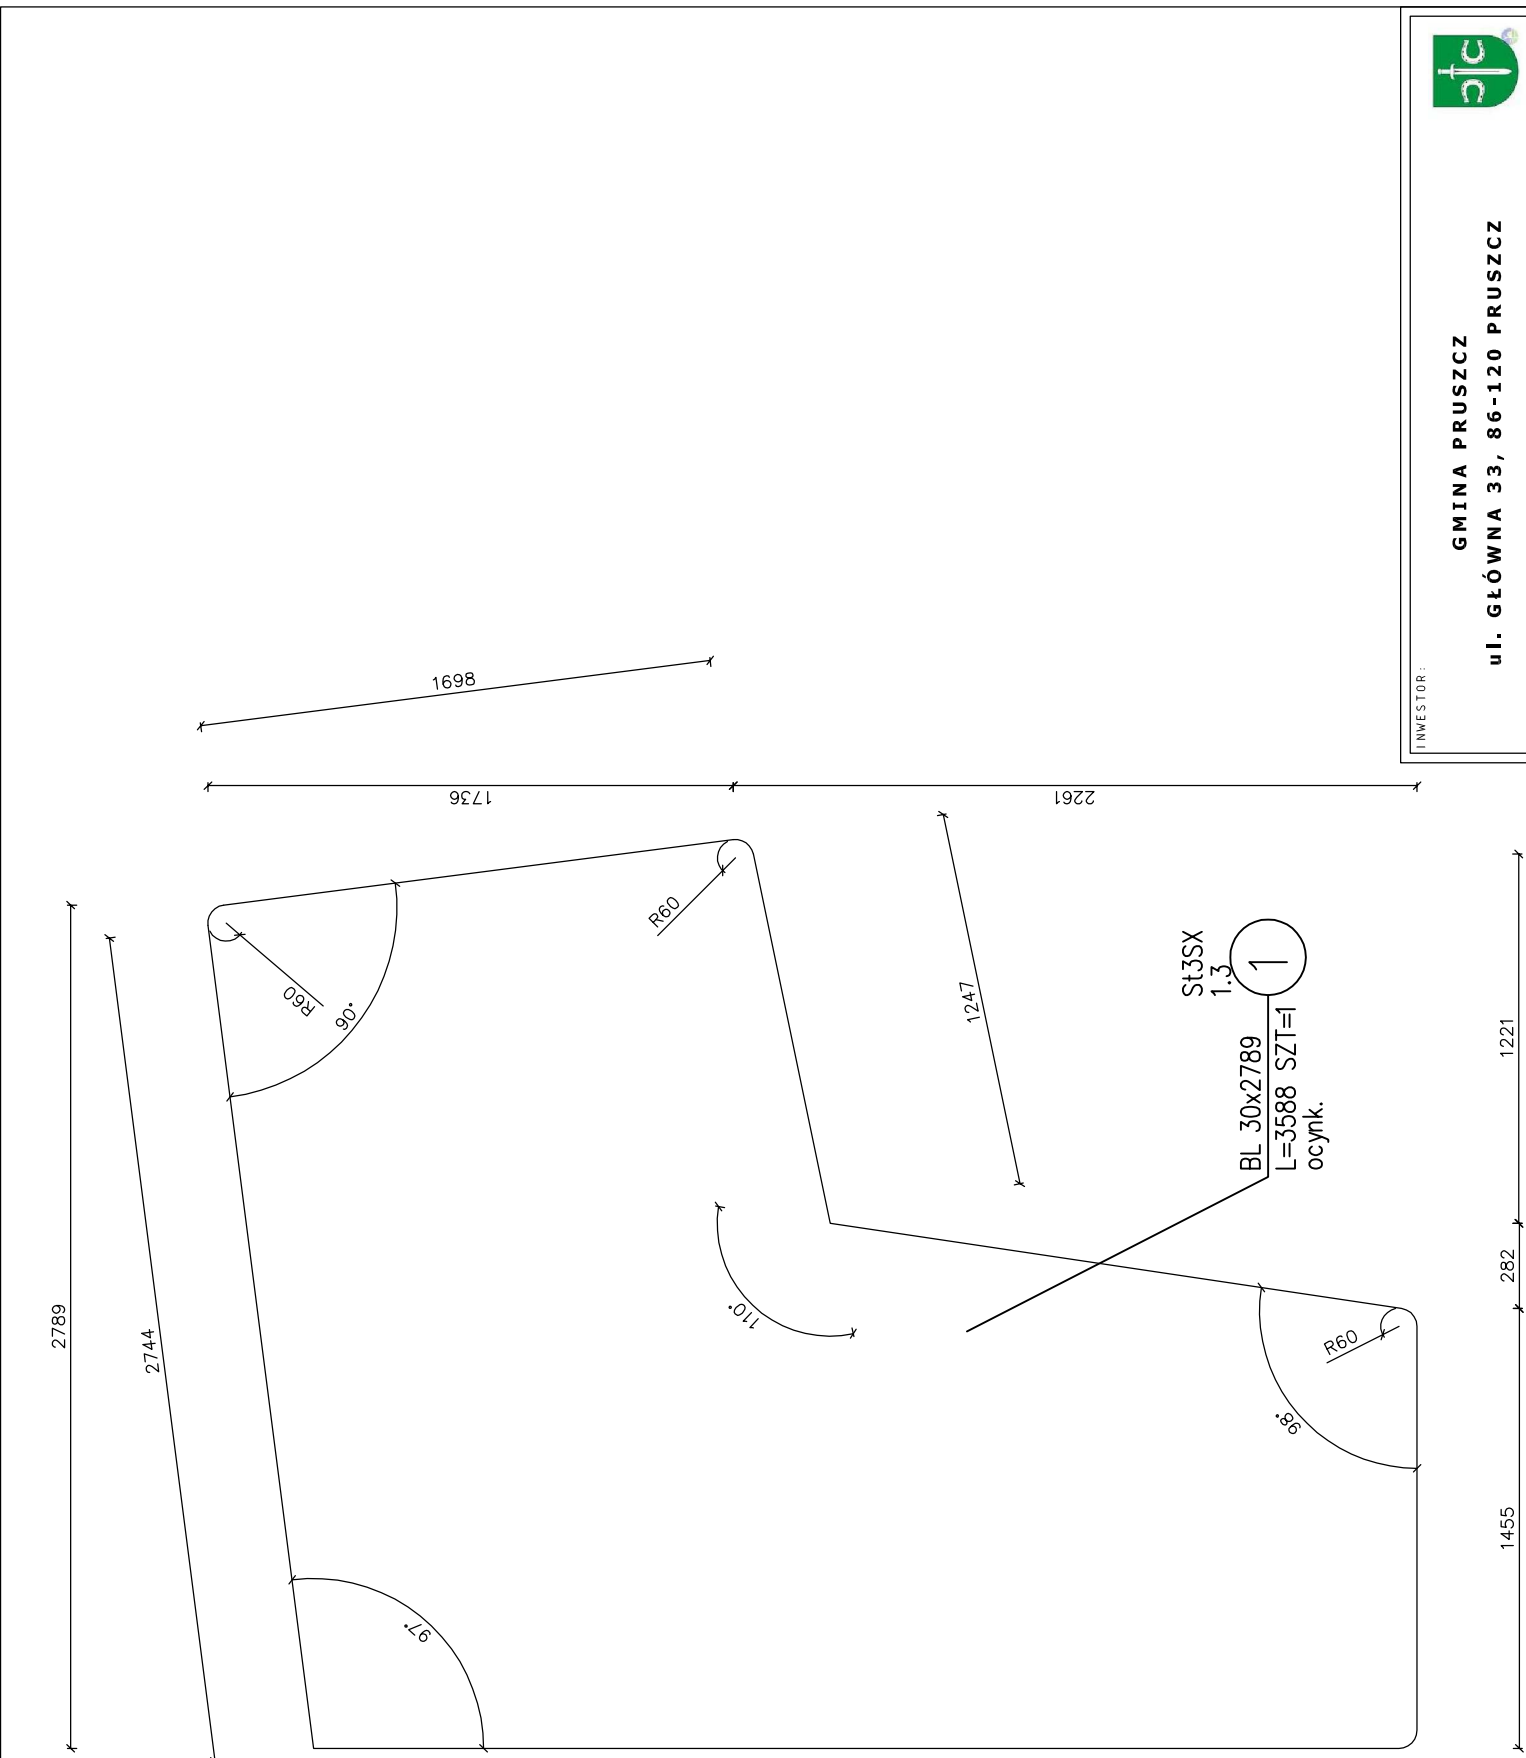 INWESTOR:
GMINA PRUSZCZ
ul. GŁÓWNA 33, 86-120 PRUSZCZ
1698
1736
2261
R60
R60
90°
2789
2744
1247
St3SX
1.3
1
BL 30x2789
L=3588 SZT=1
ocynk.
110°
R60
98°
97°
1221
282
1455